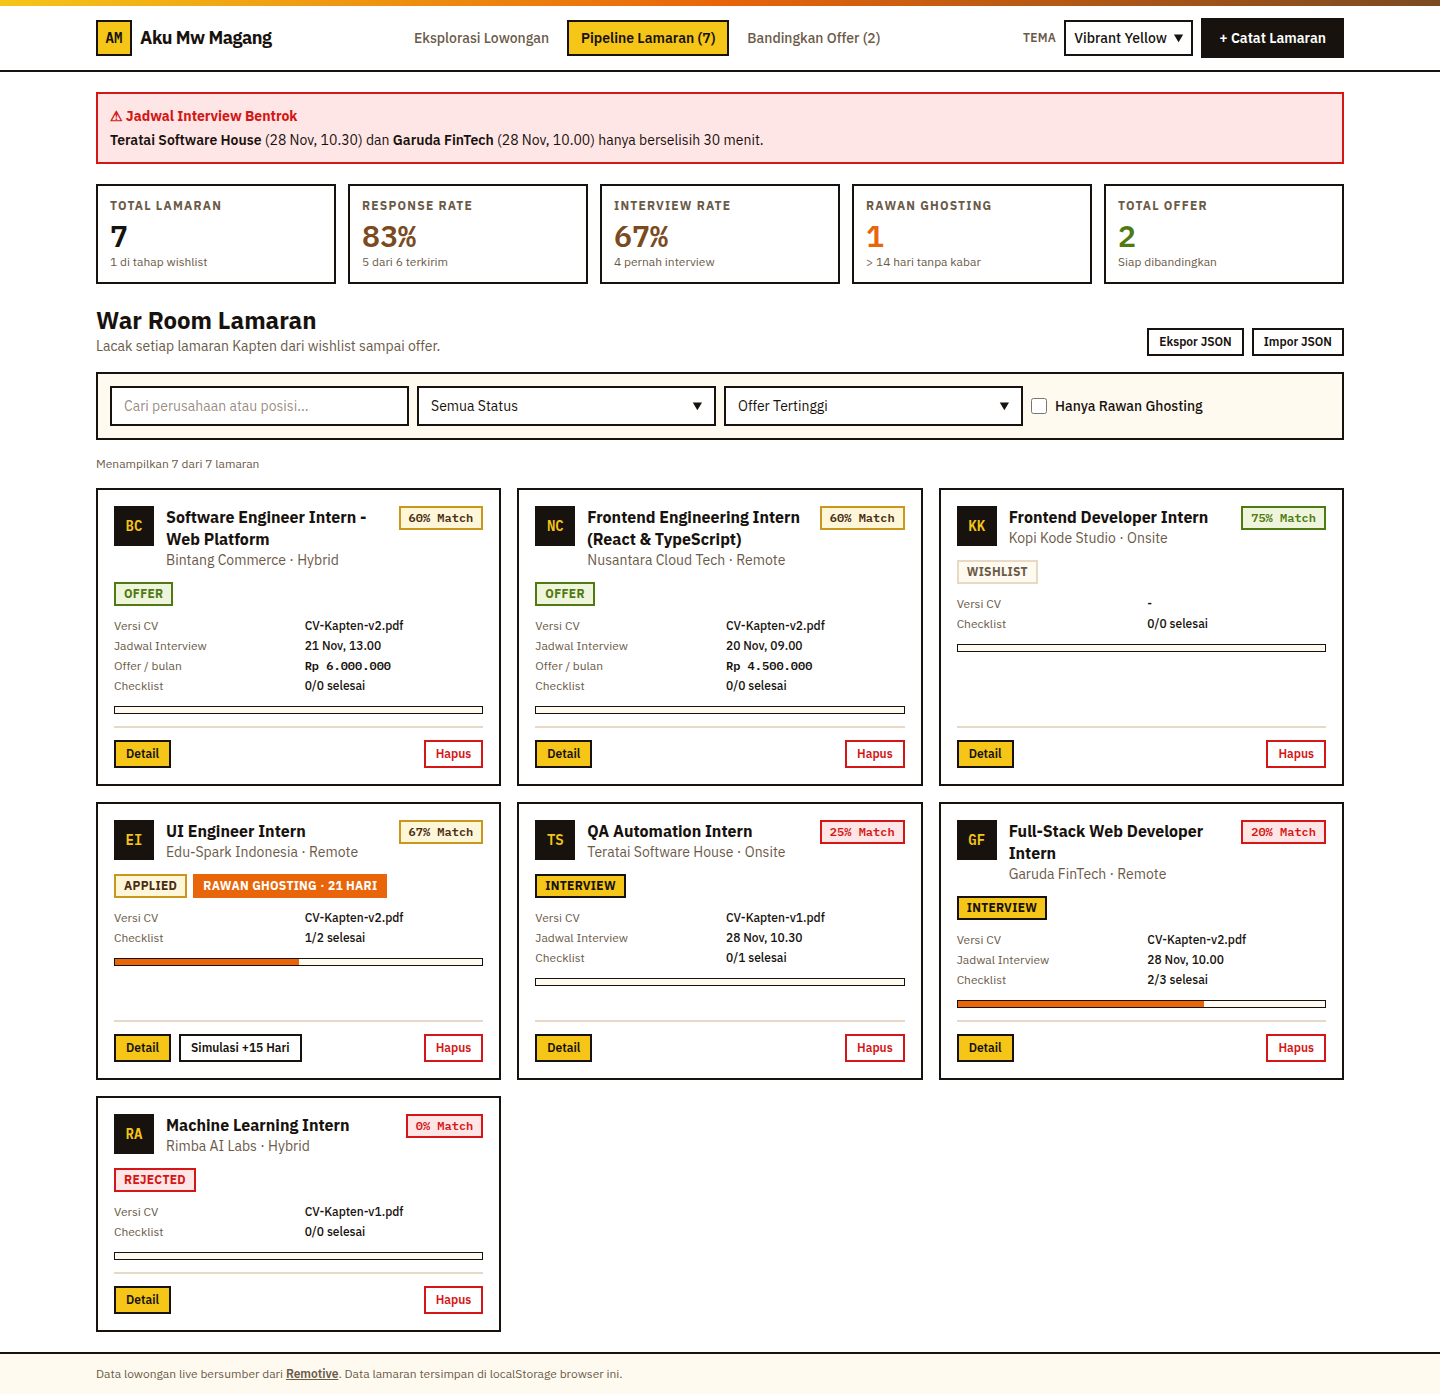 AM Aku Mw Magang Eksplorasi Lowongan Pipeline Lamaran (7) Bandingkan Offer (2) TEMA Vibrant Yellow ▼ + Catat Lamaran
⚠ Jadwal Interview Bentrok
Teratai Software House (28 Nov, 10.30) dan Garuda FinTech (28 Nov, 10.00) hanya berselisih 30 menit.
TOTAL LAMARAN RESPONSE RATE INTERVIEW RATE RAWAN GHOSTING TOTAL OFFER
7 83% 67% 1 2
1 di tahap wishlist 5 dari 6 terkirim 4 pernah interview > 14 hari tanpa kabar Siap dibandingkan
War Room Lamaran
Lacak setiap lamaran Kapten dari wishlist sampai offer.
Ekspor JSON Impor JSON
Cari perusahaan atau posisi... Semua Status ▼ Offer Tertinggi ▼ Hanya Rawan Ghosting
Menampilkan 7 dari 7 lamaran
BC Software Engineer Intern - 60% Match
Web Platform
Bintang Commerce · Hybrid
OFFER
Versi CV CV-Kapten-v2.pdf
Jadwal Interview 21 Nov, 13.00
Offer / bulan Rp 6.000.000
Checklist 0/0 selesai
Detail Hapus
NC Frontend Engineering Intern 60% Match
(React & TypeScript)
Nusantara Cloud Tech · Remote
OFFER
Versi CV CV-Kapten-v2.pdf
Jadwal Interview 20 Nov, 09.00
Offer / bulan Rp 4.500.000
Checklist 0/0 selesai
Detail Hapus
KK Frontend Developer Intern 75% Match
Kopi Kode Studio · Onsite
WISHLIST
Versi CV -
Checklist 0/0 selesai
Detail Hapus
EI UI Engineer Intern 67% Match
Edu-Spark Indonesia · Remote
APPLIED RAWAN GHOSTING · 21 HARI
Versi CV CV-Kapten-v2.pdf
Checklist 1/2 selesai
Detail Simulasi +15 Hari Hapus
TS QA Automation Intern 25% Match
Teratai Software House · Onsite
INTERVIEW
Versi CV CV-Kapten-v1.pdf
Jadwal Interview 28 Nov, 10.30
Checklist 0/1 selesai
Detail Hapus
GF Full-Stack Web Developer 20% Match
Intern
Garuda FinTech · Remote
INTERVIEW
Versi CV CV-Kapten-v2.pdf
Jadwal Interview 28 Nov, 10.00
Checklist 2/3 selesai
Detail Hapus
RA Machine Learning Intern 0% Match
Rimba AI Labs · Hybrid
REJECTED
Versi CV CV-Kapten-v1.pdf
Checklist 0/0 selesai
Detail Hapus
Data lowongan live bersumber dari Remotive. Data lamaran tersimpan di localStorage browser ini.